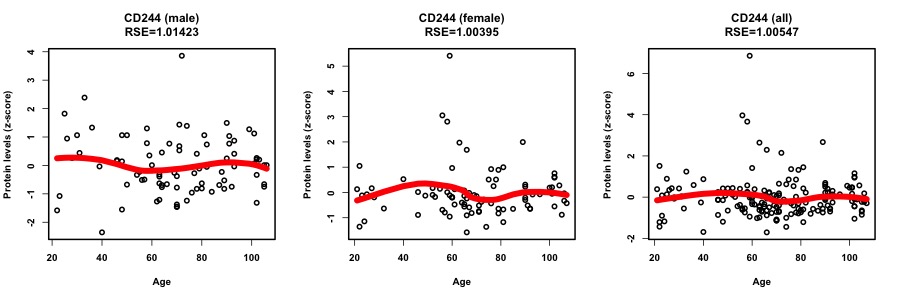 CD244 (male)
RSE=1.01423
Protein levels (z-score)
4
3
2
1
0
-1
-2
20 40 60 80 100
Age
CD244 (female)
RSE=1.00395
Protein levels (z-score)
5
4
3
2
1
0
-1
20 40 60 80 100
Age
CD244 (all)
RSE=1.00547
Protein levels (z-score)
6
4
2
0
-2
20 40 60 80 100
Age